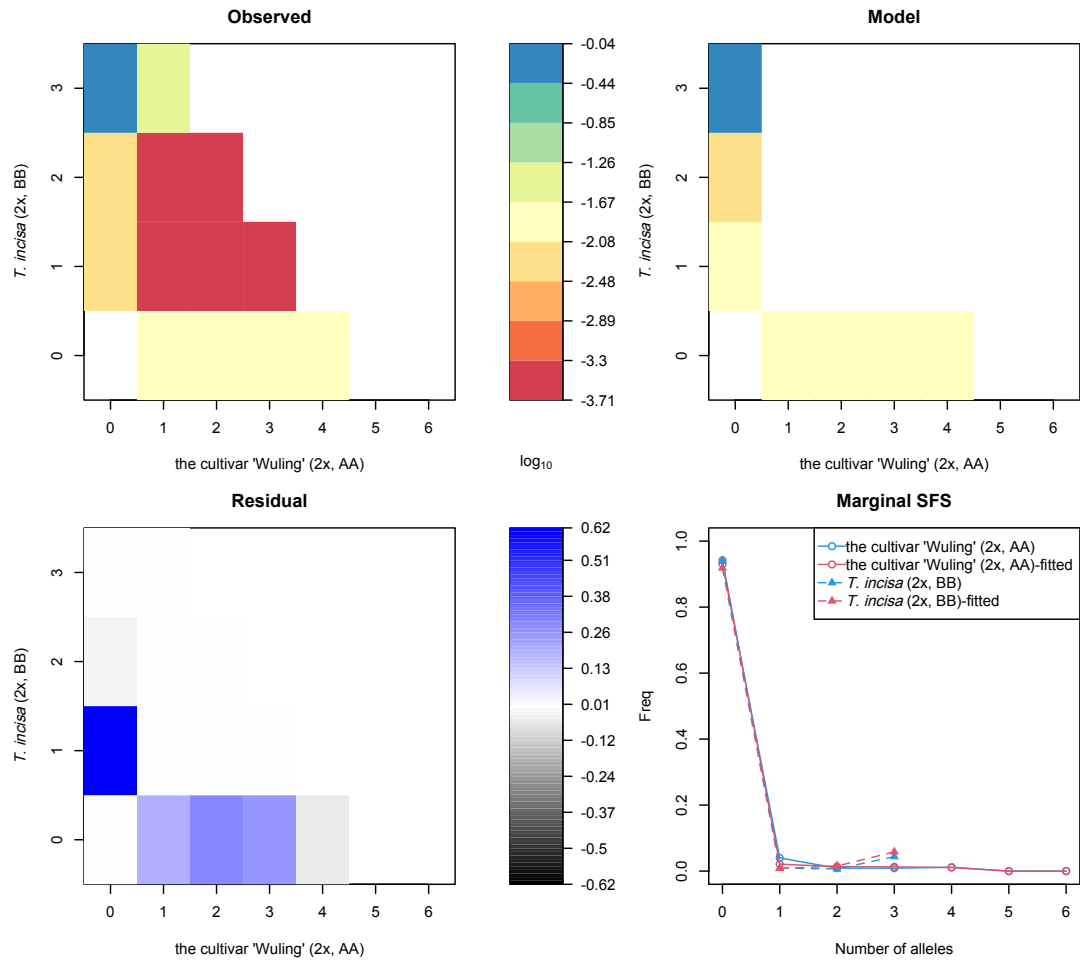 Observed
T. incisa (2x, BB)
3
2
1
0
0 1 2 3 4 5 6
the cultivar 'Wuling' (2x, AA)
-0.04
-0.44
-0.85
-1.26
-1.67
-2.08
-2.48
-2.89
-3.3
-3.71
log10
Model
T. incisa (2x, BB)
3
2
1
0
0 1 2 3 4 5 6
the cultivar 'Wuling' (2x, AA)
Residual
T. incisa (2x, BB)
3
2
1
0
0 1 2 3 4 5 6
the cultivar 'Wuling' (2x, AA)
0.62
0.51
0.38
0.26
0.13
0.01
-0.12
-0.24
-0.37
-0.5
-0.62
Marginal SFS
the cultivar 'Wuling' (2x, AA)
the cultivar 'Wuling' (2x, AA)-fitted
T. incisa (2x, BB)
T. incisa (2x, BB)-fitted
Freq
1.0
0.8
0.6
0.4
0.2
0.0
0 1 2 3 4 5 6
Number of alleles